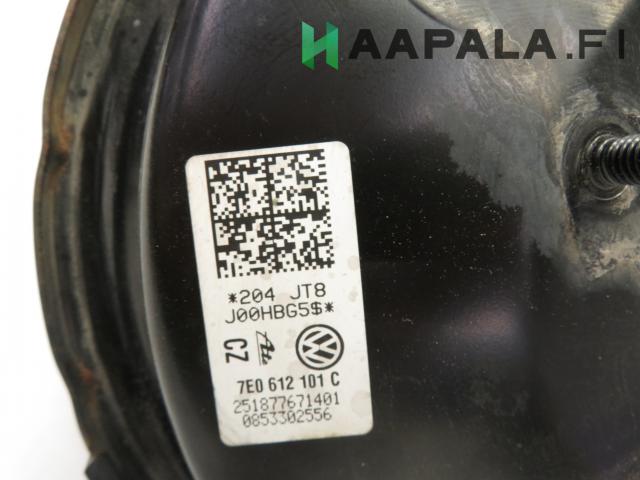 HAAPALA.FI
*204 JT8
J00HBG5$*
CZ
Ate
7E0 612 101 C
251877671401
0853302556